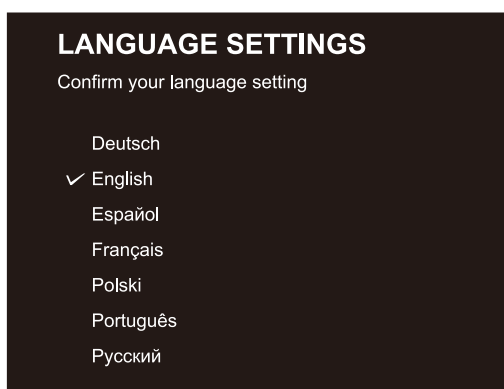 LANGUAGE SETTINGS
Confirm your language setting
Deutsch
✓ English
Espaйol
Français
Polski
Português
Русский